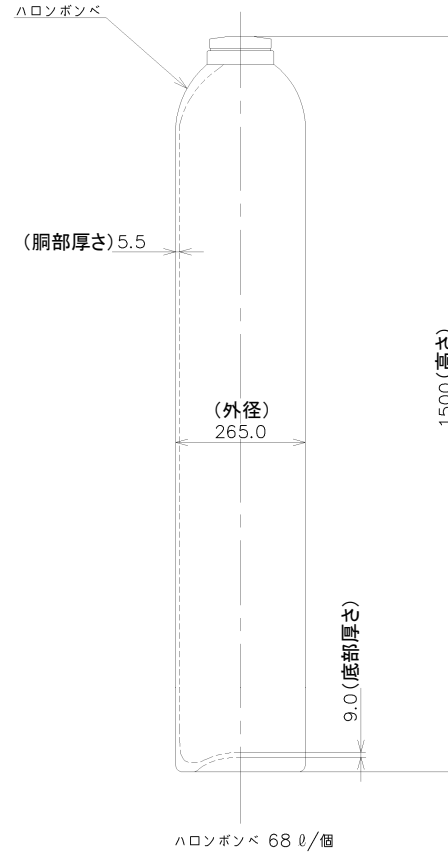 ハロンボンベ
(胴部厚さ)5.5
(外径)
265.0
1500(高さ)
9.0(底部厚さ)
ハロンボンベ 68 ℓ/個